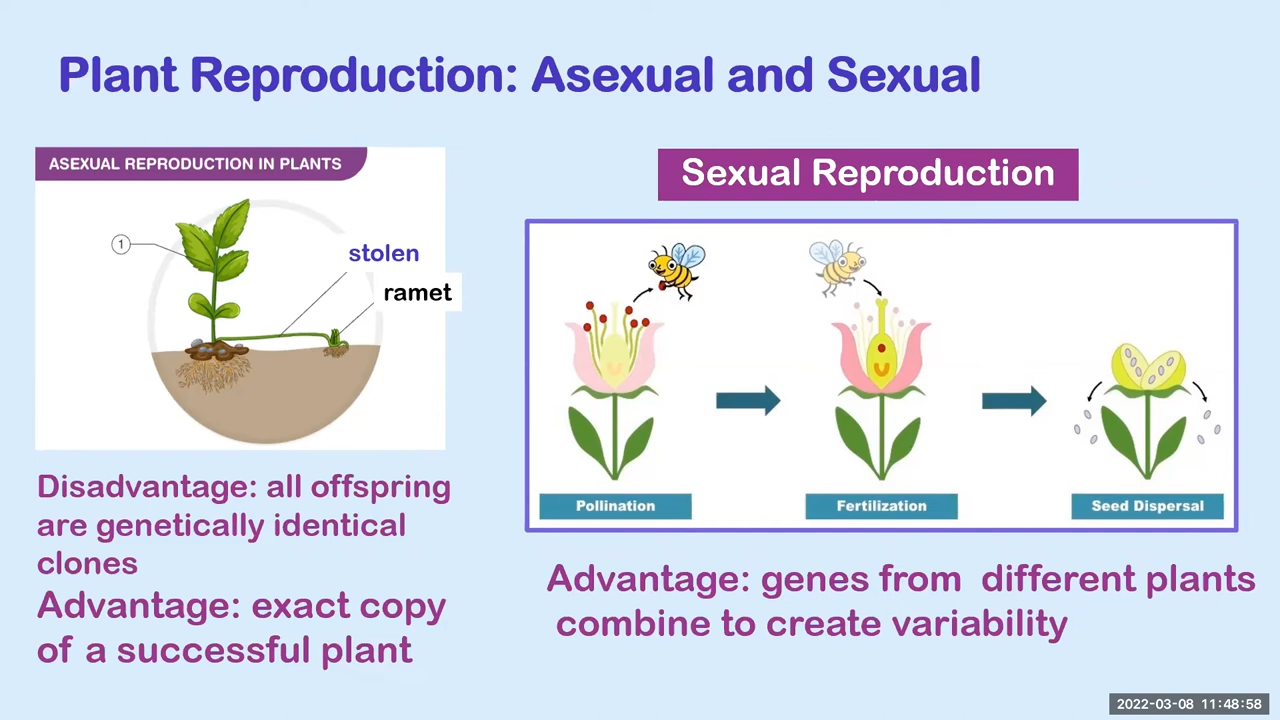 Plant Reproduction: Asexual and Sexual
ASEXUAL REPRODUCTION IN PLANTS
1
stolen
ramet
Disadvantage: all offspring
are genetically identical
clones
Advantage: exact copy
of a successful plant
Sexual Reproduction
Pollination
Fertilization
Seed Dispersal
Advantage: genes from different plants
combine to create variability
2022-03-08 11:48:58